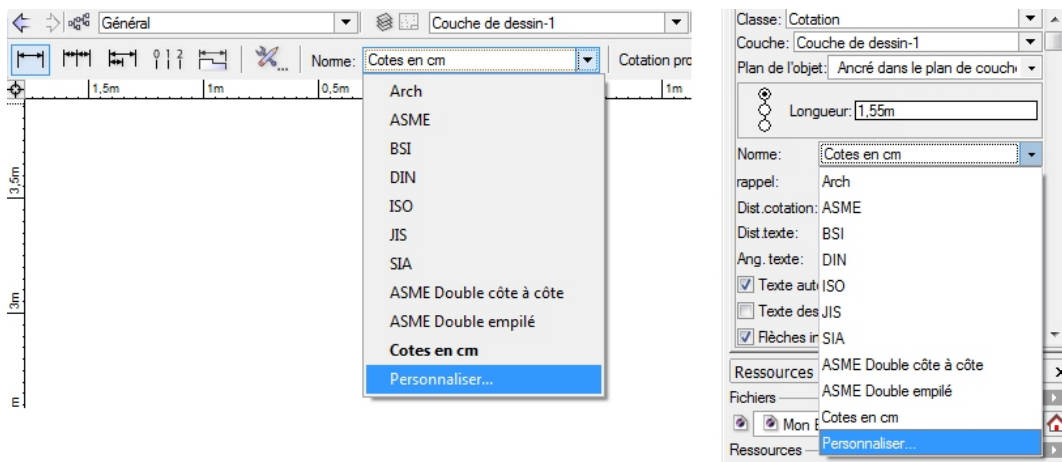 Général
Couche de dessin-1
0 1 2
Norme: Cotes en cm
Cotation pro
1,5m 1m 0,5m 1m
3,5m
3m
m
Arch
ASME
BSI
DIN
ISO
JIS
SIA
ASME Double côte à côte
ASME Double empilé
Cotes en cm
Personnaliser...
Classe: Cotation
Couche: Couche de dessin-1
Plan de l'objet: Ancré dans le plan de couch
Longueur: 1,55m
Norme: Cotes en cm
rappel:
Dist.cotation:
Dist.texte:
Ang. texte:
Texte aut
Texte des
Flèches in
Arch
ASME
BSI
DIN
ISO
JIS
SIA
ASME Double côte à côte
ASME Double empilé
Cotes en cm
Personnaliser...
Ressources
Fichiers
Mon
Ressources